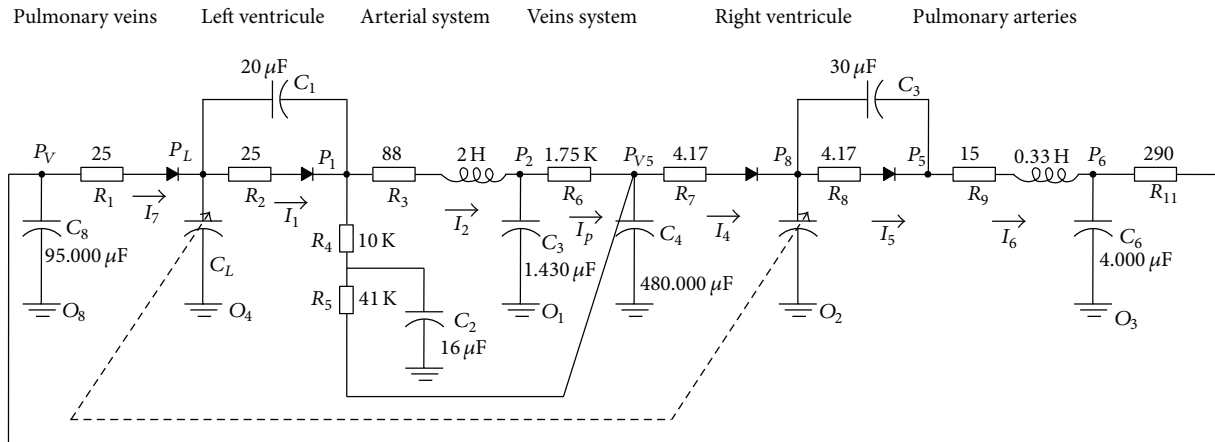 Pulmonary veins
Left ventricule
Arterial system
Veins system
Right ventricule
Pulmonary arteries
20 μF
C1
30 μF
C3
PV
25
R1
I7
PL
25
R2
I1
P1
88
R3
2 H
I2
P2
1.75 K
R6
Ip
PV5
4.17
R7
I4
P8
4.17
R8
I5
P5
15
R9
0.33 H
I6
P6
290
R11
C8
95.000 μF
O8
CL
O4
R4
10 K
R5
41 K
C2
16 μF
C3
1.430 μF
O1
C4
480.000 μF
O2
C6
4.000 μF
O3